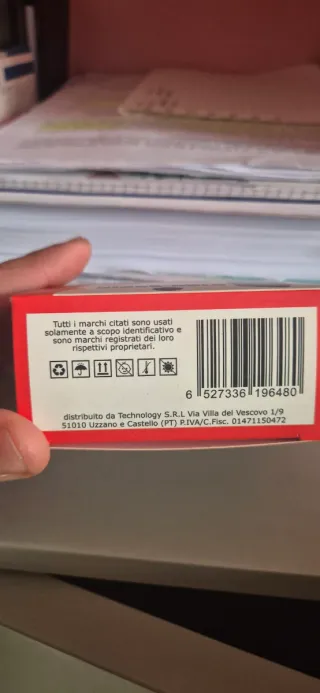 Tutti i marchi citati sono usati
solamente a scopo identificativo e
sono marchi registrati dei loro
rispettivi proprietari.
6 527336 196480
distribuito da Technology S.R.L Via Villa del Vescovo 1/9
51010 Uzzano e Castello (PT) P.IVA/C.Fisc. 01471150472